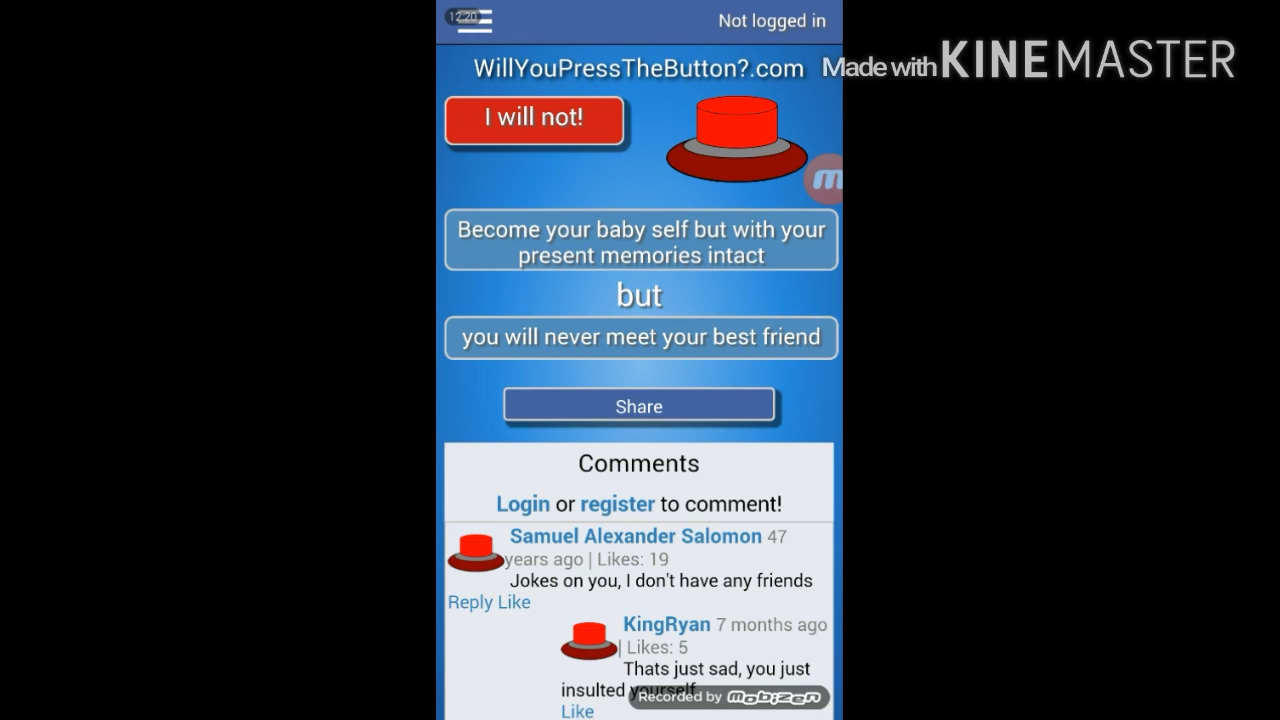 12:20
Not logged in
WillYouPressTheButton?.com
Made with KINEMASTER
I will not!
Become your baby self but with your
present memories intact
but
you will never meet your best friend
Share
Comments
Login or register to comment!
Samuel Alexander Salomon 47
years ago | Likes: 19
Jokes on you, I don't have any friends
Reply Like
KingRyan 7 months ago
| Likes: 5
Thats just sad, you just
insulted yourself
Recorded by mobizen
Like